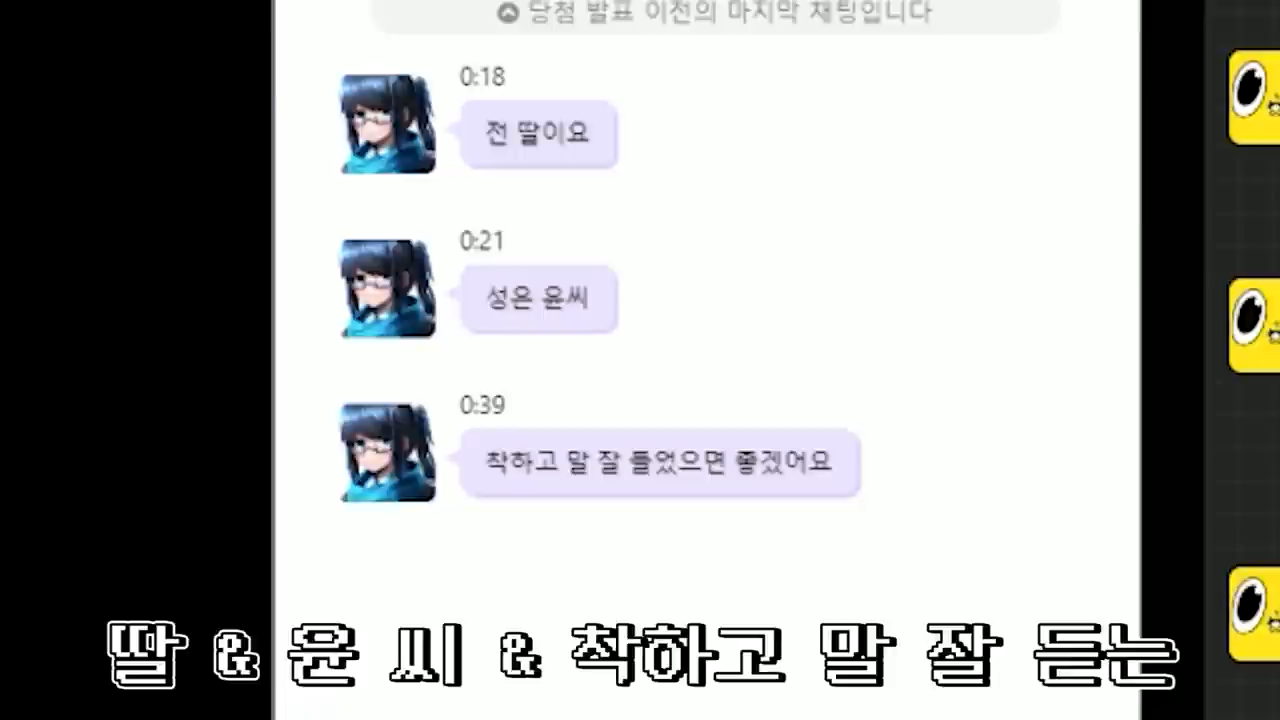 당첨 발표 이전의 마지막 채팅입니다
0:18
전 딸이요
0:21
성은 윤씨
0:39
착하고 말 잘 들었으면 좋겠어요
딸 & 윤 씨 & 착하고 말 잘 듣는